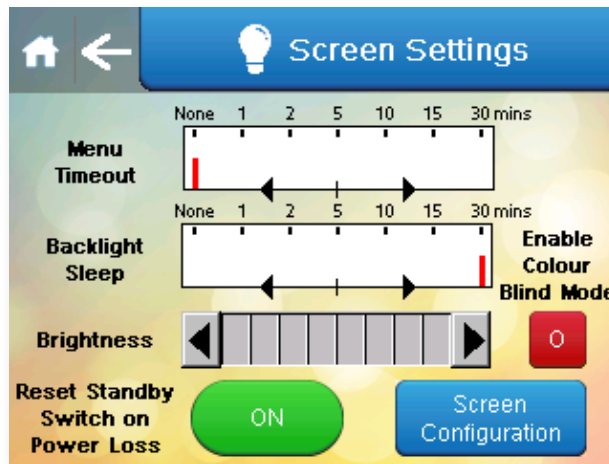 Screen Settings
None 1 2 5 10 15 30 mins
Menu
Timeout
None 1 2 5 10 15 30 mins
Backlight
Sleep
Enable
Colour
Blind Mode
Brightness
O
Reset Standby
Switch on
Power Loss
ON
Screen
Configuration